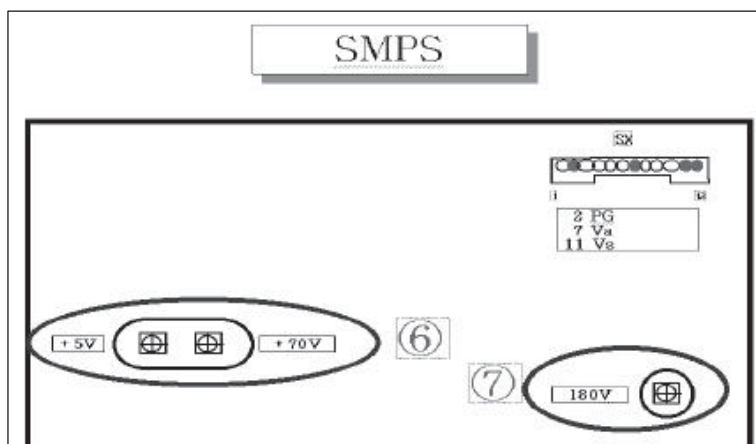 SMPS
SX
1 12
2 PG
7 Va
11 Vs
+5V +70V ⑥
⑦ 180V